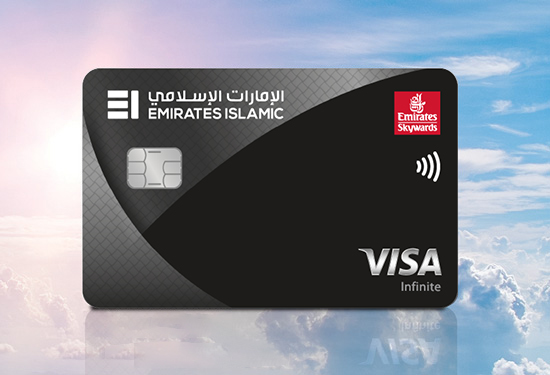 الإمارات الإسلامي
EMIRATES ISLAMIC
Emirates
Skywards
VISA
Infinite